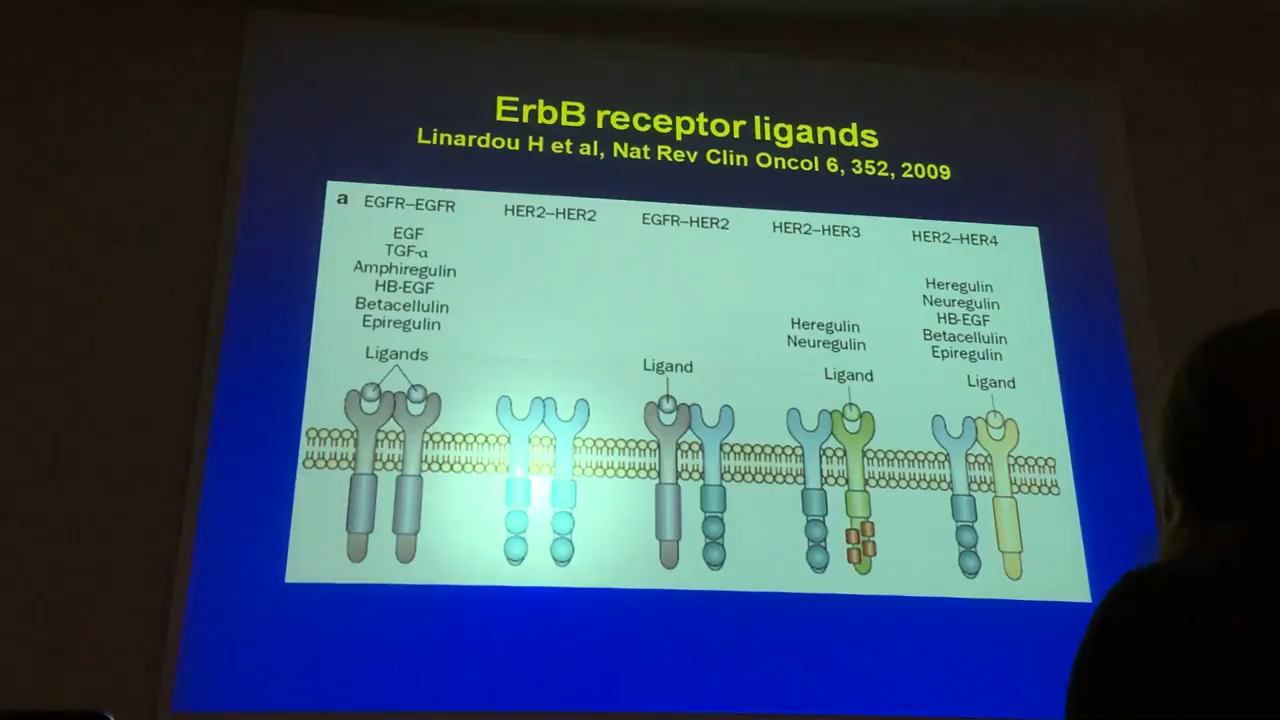 ErbB receptor ligands
Linardou H et al, Nat Rev Clin Oncol 6, 352, 2009
a
EGFR–EGFR
EGF
TGF-α
Amphiregulin
HB-EGF
Betacellulin
Epiregulin
Ligands
HER2–HER2
EGFR–HER2
Ligand
HER2–HER3
Heregulin
Neuregulin
Ligand
HER2–HER4
Heregulin
Neuregulin
HB-EGF
Betacellulin
Epiregulin
Ligand